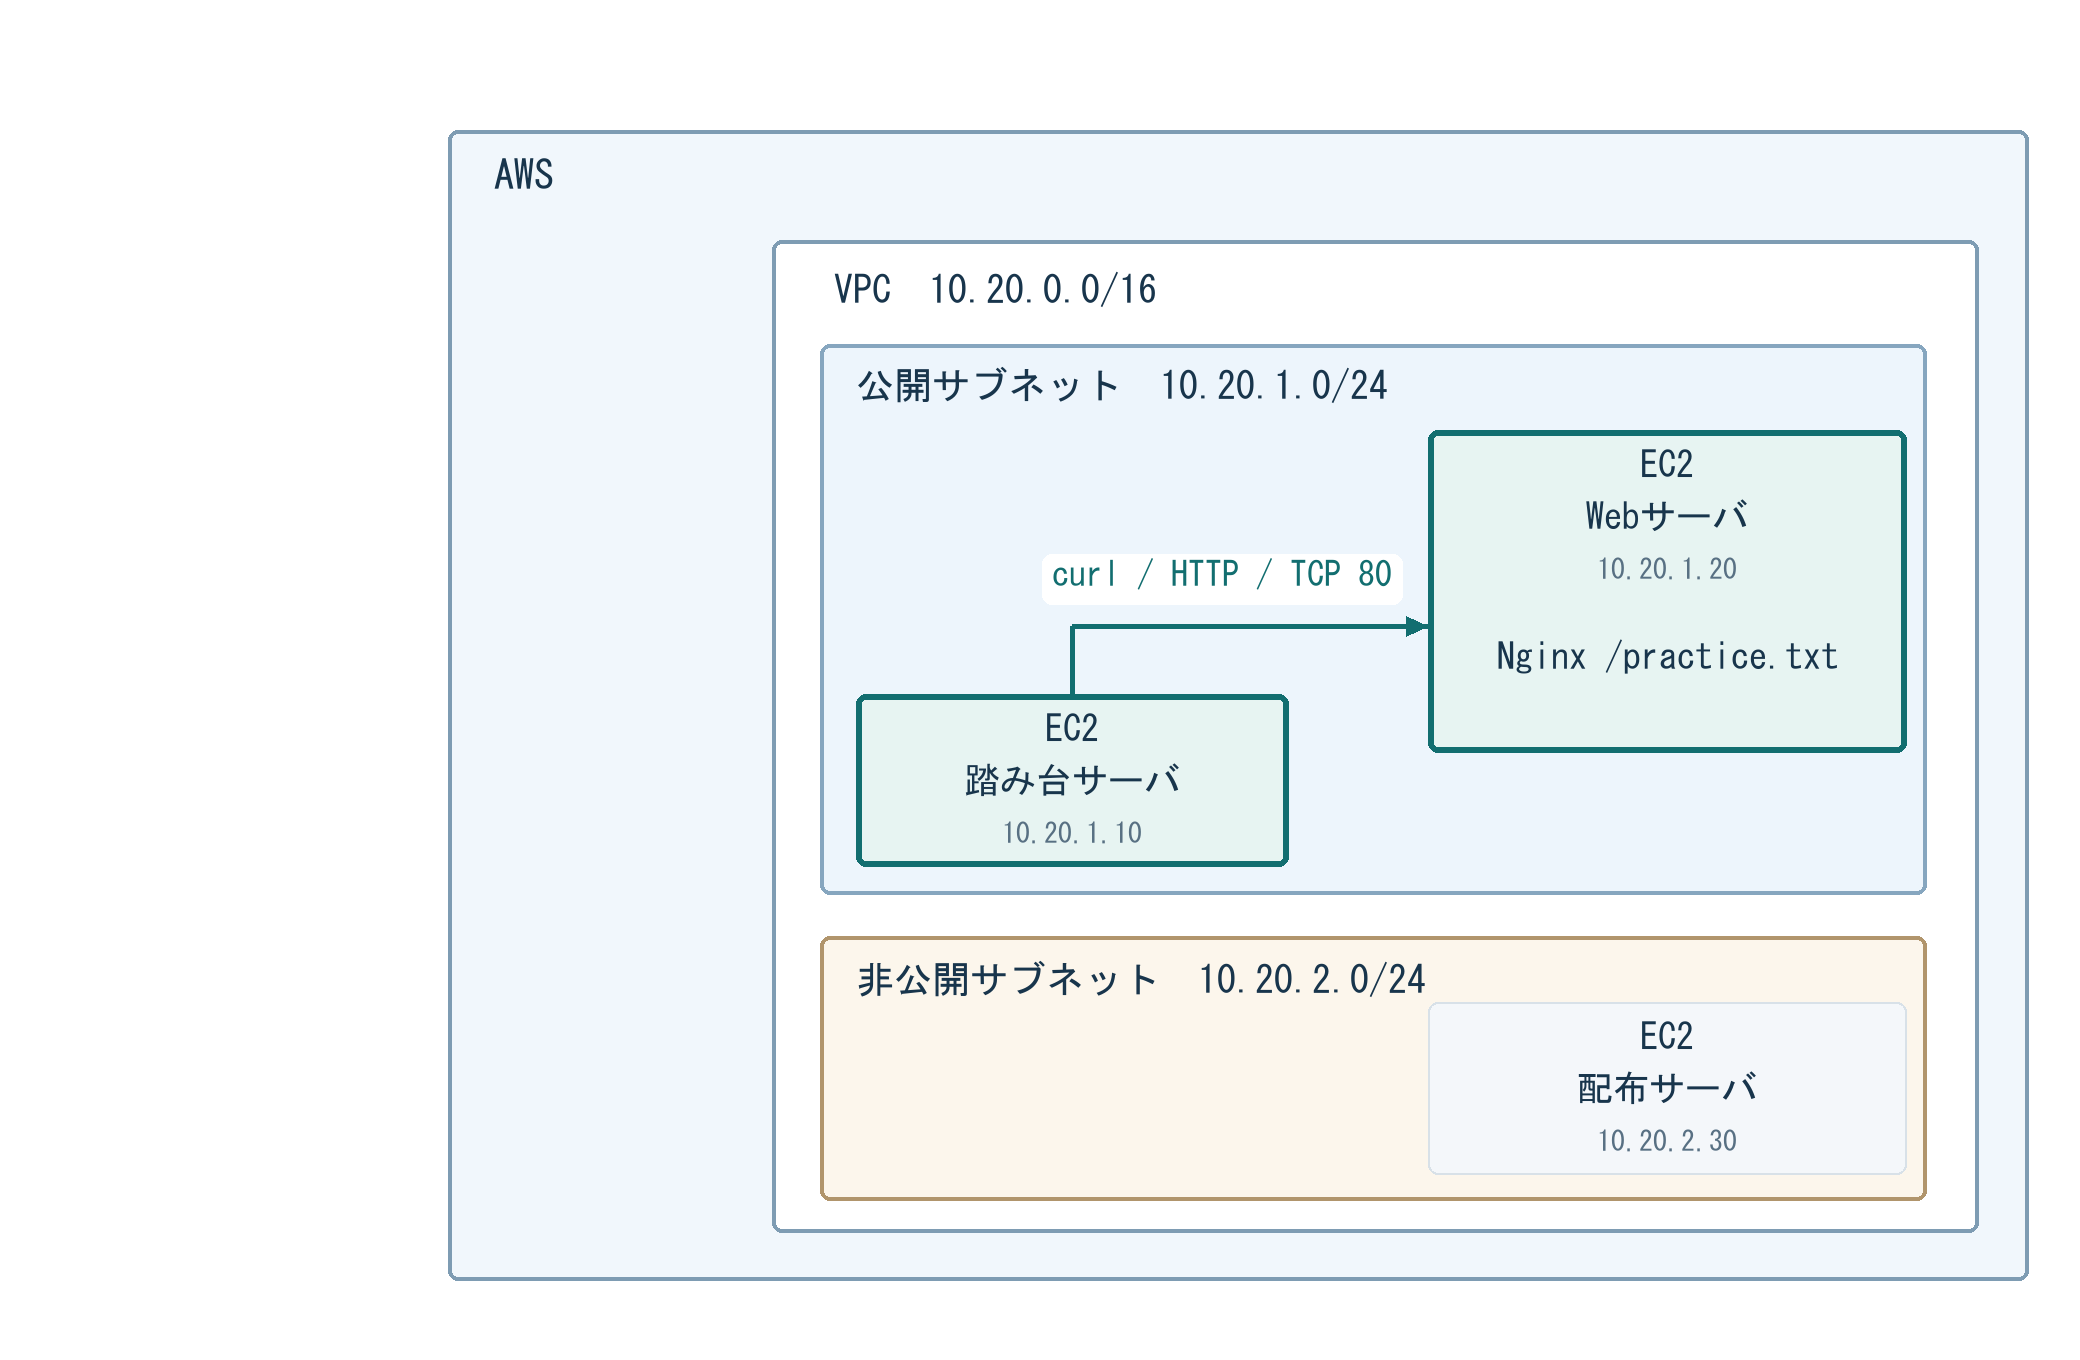 AWS
VPC　10.20.0.0/16
公開サブネット　10.20.1.0/24
EC2
Webサーバ
10.20.1.20
Nginx /practice.txt
curl / HTTP / TCP 80
EC2
踏み台サーバ
10.20.1.10
非公開サブネット　10.20.2.0/24
EC2
配布サーバ
10.20.2.30